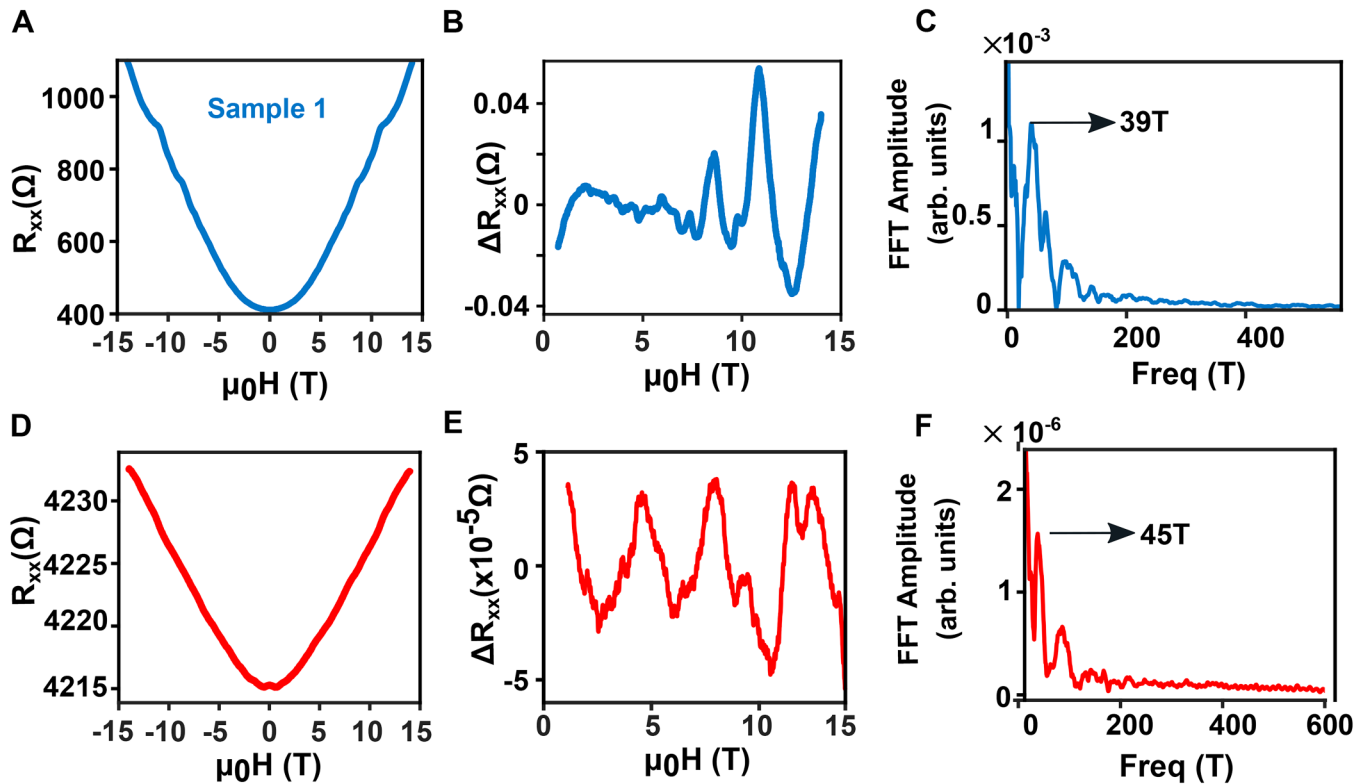 A
Rxx(Ω)
1000
800
600
400
Sample 1
-15 -10 -5 0 5 10 15
µ0H (T)
B
ΔRxx(Ω)
0.04
0
-0.04
0 5 10 15
µ0H (T)
C
×10⁻³
FFT Amplitude
(arb. units)
1
0.5
0
39T
0 200 400
Freq (T)
D
Rxx(Ω)
4230
4225
4220
4215
-15 -10 -5 0 5 10 15
µ0H (T)
E
ΔRxx(x10⁻⁵Ω)
5
0
-5
0 5 10 15
µ0H (T)
F
× 10⁻⁶
FFT Amplitude
(arb. units)
2
1
0
45T
0 200 400 600
Freq (T)